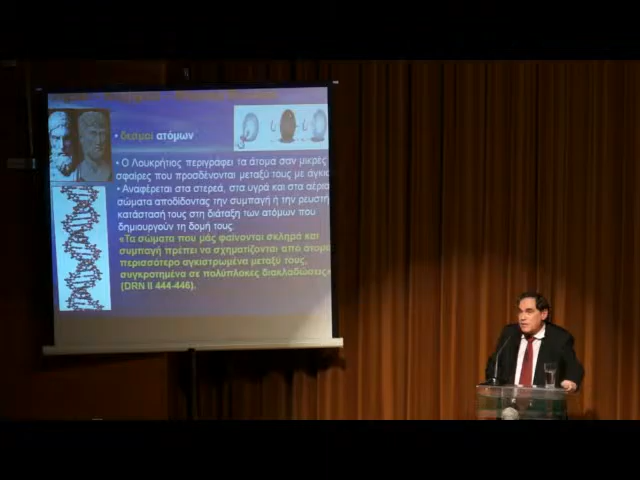 • δεσμοί ατόμων
• Ο Λουκρήτιος περιγράφει τα άτομα σαν μικρές
σφαίρες που προσδένονται μεταξύ τους με άγκισ
• Αναφέρεται στα στερεά, στα υγρά και στα αέρια
σώματα αποδίδοντας την συμπαγή ή την ρευστή
κατάστασή τους στη διάταξη των ατόμων που
δημιουργούν τη δομή τους.
«Τα σώματα που μάς φαίνονται σκληρά και
συμπαγή πρέπει να σχηματίζονται από άτομα
περισσότερο αγκιστρωμένα μεταξύ τους,
συγκροτημένα σε πολύπλοκες διακλαδώσεις»
(DRN II 444-446).